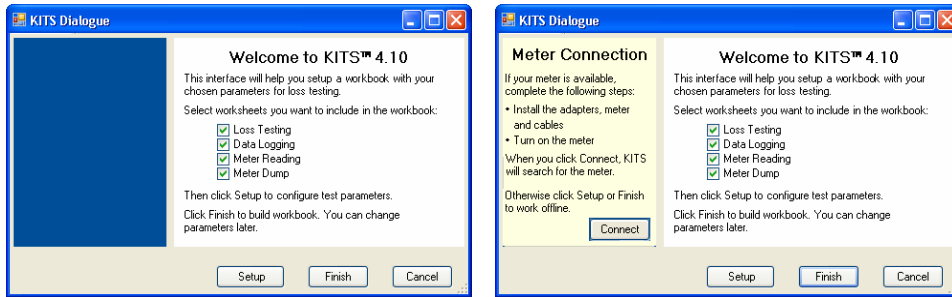 KITS Dialogue
Welcome to KITS™ 4.10
This interface will help you setup a workbook with your
chosen parameters for loss testing.
Select worksheets you want to include in the workbook:
Loss Testing
Data Logging
Meter Reading
Meter Dump
Then click Setup to configure test parameters.
Click Finish to build workbook. You can change
parameters later.
Setup
Finish
Cancel
KITS Dialogue
Meter Connection
If your meter is available,
complete the following steps:
• Install the adapters, meter
and cables
• Turn on the meter
When you click Connect, KITS
will search for the meter.
Otherwise click Setup or Finish
to work offline.
Connect
Welcome to KITS™ 4.10
This interface will help you setup a workbook with your
chosen parameters for loss testing.
Select worksheets you want to include in the workbook:
Loss Testing
Data Logging
Meter Reading
Meter Dump
Then click Setup to configure test parameters.
Click Finish to build workbook. You can change
parameters later.
Setup
Finish
Cancel